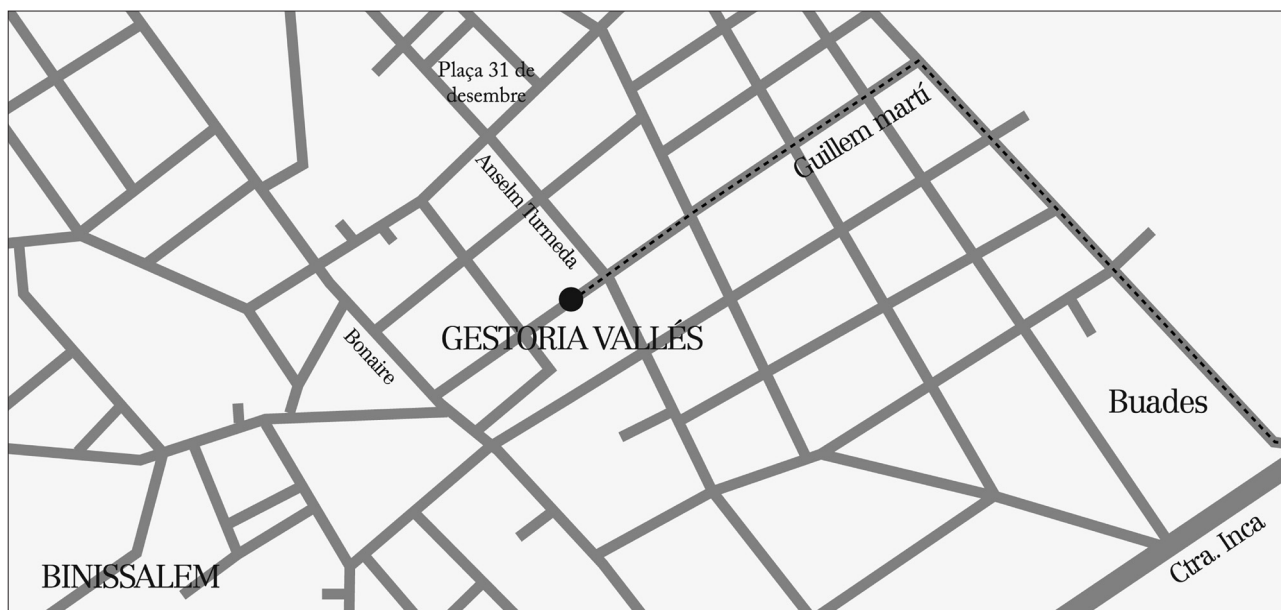 Plaça 31 de
desembre
Guillem martí
Anselm Turmeda
GESTORIA VALLÉS
Bonaire
Buades
Ctra. Inca
BINISSALEM